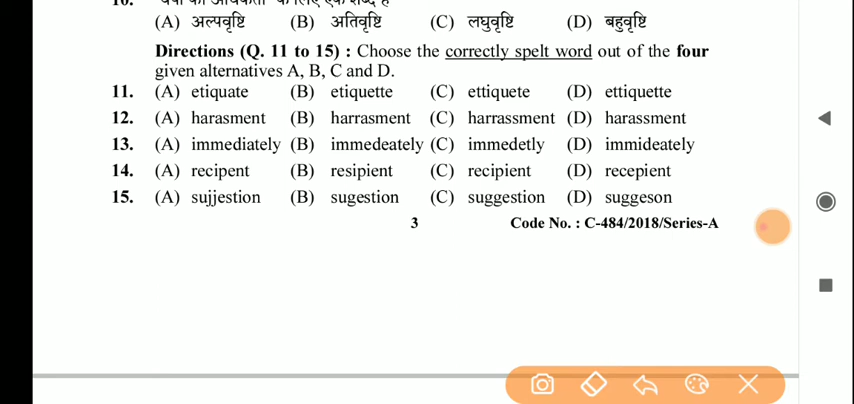 (A) अल्पवृष्टि (B) अतिवृष्टि (C) लघुवृष्टि (D) बहुवृष्टि
Directions (Q. 11 to 15) : Choose the correctly spelt word out of the four
given alternatives A, B, C and D.
11. (A) etiquate (B) etiquette (C) ettiquete (D) ettiquette
12. (A) harasment (B) harrasment (C) harrassment (D) harassment
13. (A) immediately (B) immedeately (C) immedetly (D) immideately
14. (A) recipent (B) resipient (C) recipient (D) recepient
15. (A) sujjestion (B) sugestion (C) suggestion (D) suggeson
3 Code No. : C-484/2018/Series-A